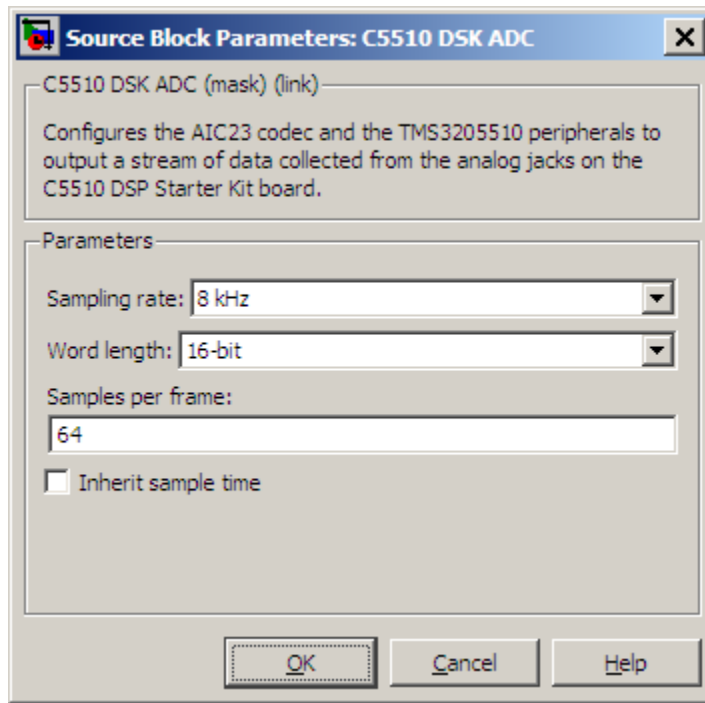 Source Block Parameters: C5510 DSK ADC
C5510 DSK ADC (mask) (link)
Configures the AIC23 codec and the TMS3205510 peripherals to
output a stream of data collected from the analog jacks on the
C5510 DSP Starter Kit board.
Parameters
Sampling rate: 8 kHz
Word length: 16-bit
Samples per frame:
64
Inherit sample time
OK Cancel Help